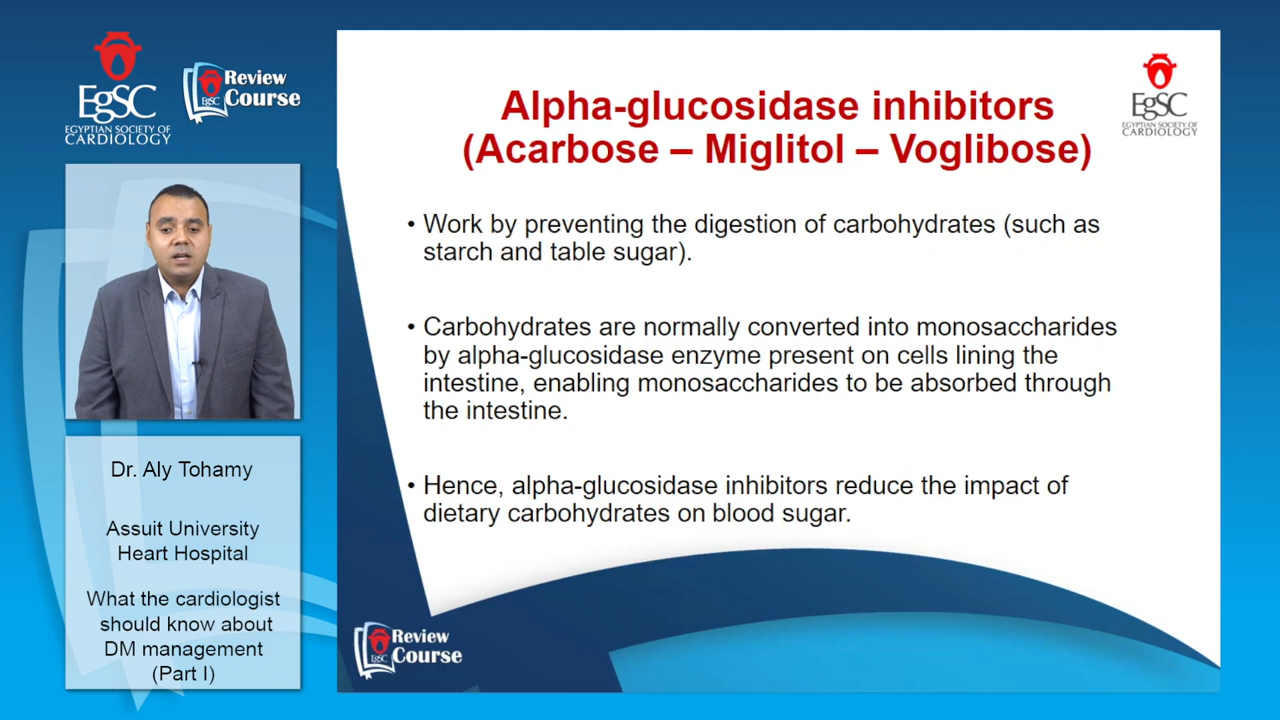 EgSC
EGYPTIAN SOCIETY OF
CARDIOLOGY
Review
EgSC
Course
Dr. Aly Tohamy
Assuit University
Heart Hospital
What the cardiologist
should know about
DM management
(Part I)
EgSC
EGYPTIAN SOCIETY OF
CARDIOLOGY
Alpha-glucosidase inhibitors
(Acarbose – Miglitol – Voglibose)
• Work by preventing the digestion of carbohydrates (such as
starch and table sugar).
• Carbohydrates are normally converted into monosaccharides
by alpha-glucosidase enzyme present on cells lining the
intestine, enabling monosaccharides to be absorbed through
the intestine.
• Hence, alpha-glucosidase inhibitors reduce the impact of
dietary carbohydrates on blood sugar.
Review
EgSC
Course